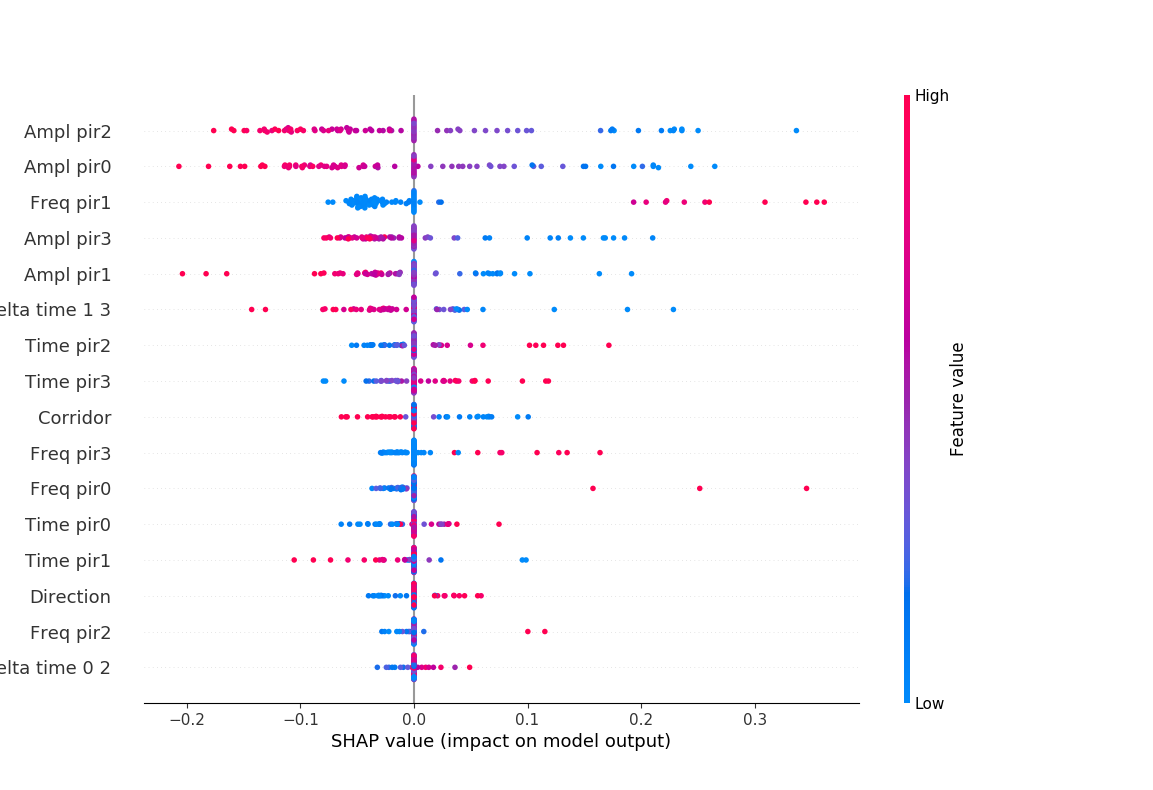 High
Ampl pir2
Ampl pir0
Freq pir1
Ampl pir3
Ampl pir1
elta time 1 3
Time pir2
Time pir3
Corridor
Freq pir3
Freq pir0
Time pir0
Time pir1
Direction
Freq pir2
elta time 0 2
Feature value
Low
−0.2 −0.1 0.0 0.1 0.2 0.3
SHAP value (impact on model output)